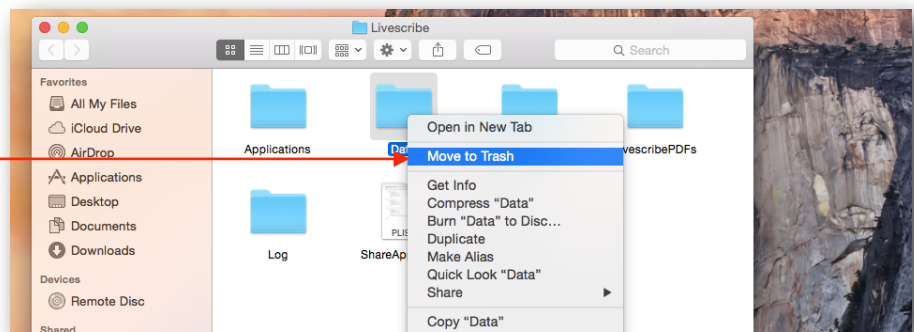 Livescribe
Search
Favorites
All My Files
iCloud Drive
AirDrop
Applications
Desktop
Documents
Downloads
Devices
Remote Disc
Shared
Applications
Log
PLIS
ShareAp
vescribePDFs
Open in New Tab
Move to Trash
Get Info
Compress “Data”
Burn “Data” to Disc…
Duplicate
Make Alias
Quick Look “Data”
Share
Copy “Data”